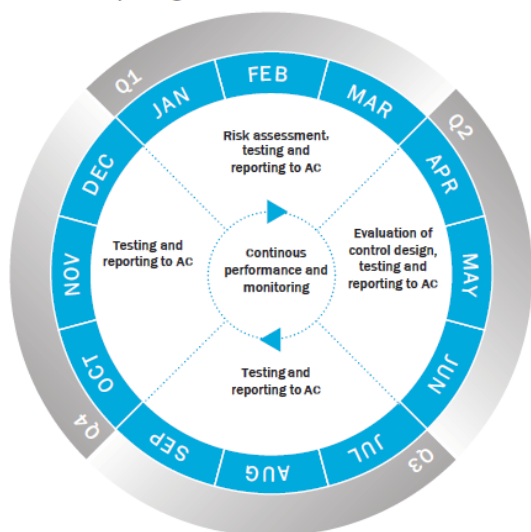 Q1
JAN
FEB
MAR
Q2
APR
MAY
JUN
Q3
JUL
AUG
SEP
Q4
OCT
NOV
DEC
Risk assessment,
testing and
reporting to AC
Evaluation of
control design,
testing and
reporting to AC
Testing and
reporting to AC
Testing and
reporting to AC
Continous
performance and
monitoring